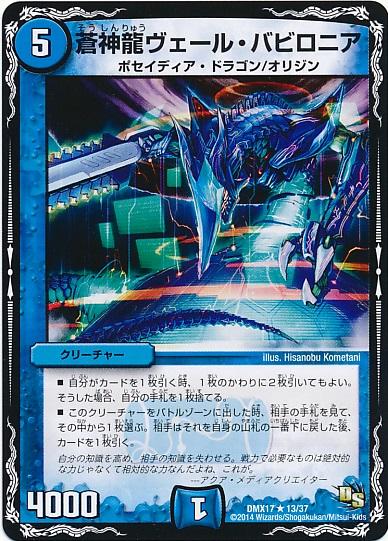 5
そうしんりゅう
蒼神龍ヴェール・バビロニア
ポセイディア・ドラゴン/オリジン
illus. Hisanobu Kometani
クリーチャー
■ 自分がカードを1枚引く時、1枚のかわりに2枚引いてもよい。
そうした場合、自分の手札を1枚捨てる。
■ このクリーチャーをバトルゾーンに出した時、相手の手札を見て、
その中から1枚選ぶ。相手はそれを自身の山札の一番下に戻した後、
カードを1枚引く。
自分の知識を高め、相手の知識を失わせる。戦力で必要なものは絶対的
な力じゃなくて相対的な力なんだよね、これが。
---アクア・メディアクリエイター
4000
1
DMX17★13/37
©2014 Wizards/Shogakukan/Mitsui-Kids
DS